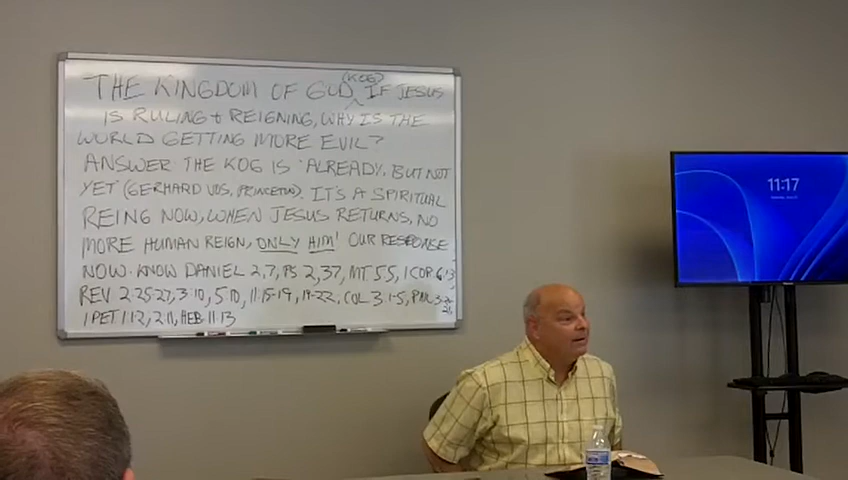 THE KINGDOM OF GOD (KOG) IF JESUS
IS RULING + REIGNING, WHY IS THE
WORLD GETTING MORE EVIL?
ANSWER: THE KOG IS "ALREADY, BUT NOT
YET" (GERHARD VOS, PRINCETON). IT'S A SPIRITUAL
REING NOW, WHEN JESUS RETURNS, NO
MORE HUMAN REIGN, ONLY HIM! OUR RESPONSE
NOW. KNOW DANIEL 2,7, PS 2,37, MT 5.5, 1 COR 6.13,
REV 2.25-27, 3.10, 5.10, 11.15-19, 19-22, COL 3.1-5,
1 PET 1.1-2, 2.11, HEB 11.13
11:17